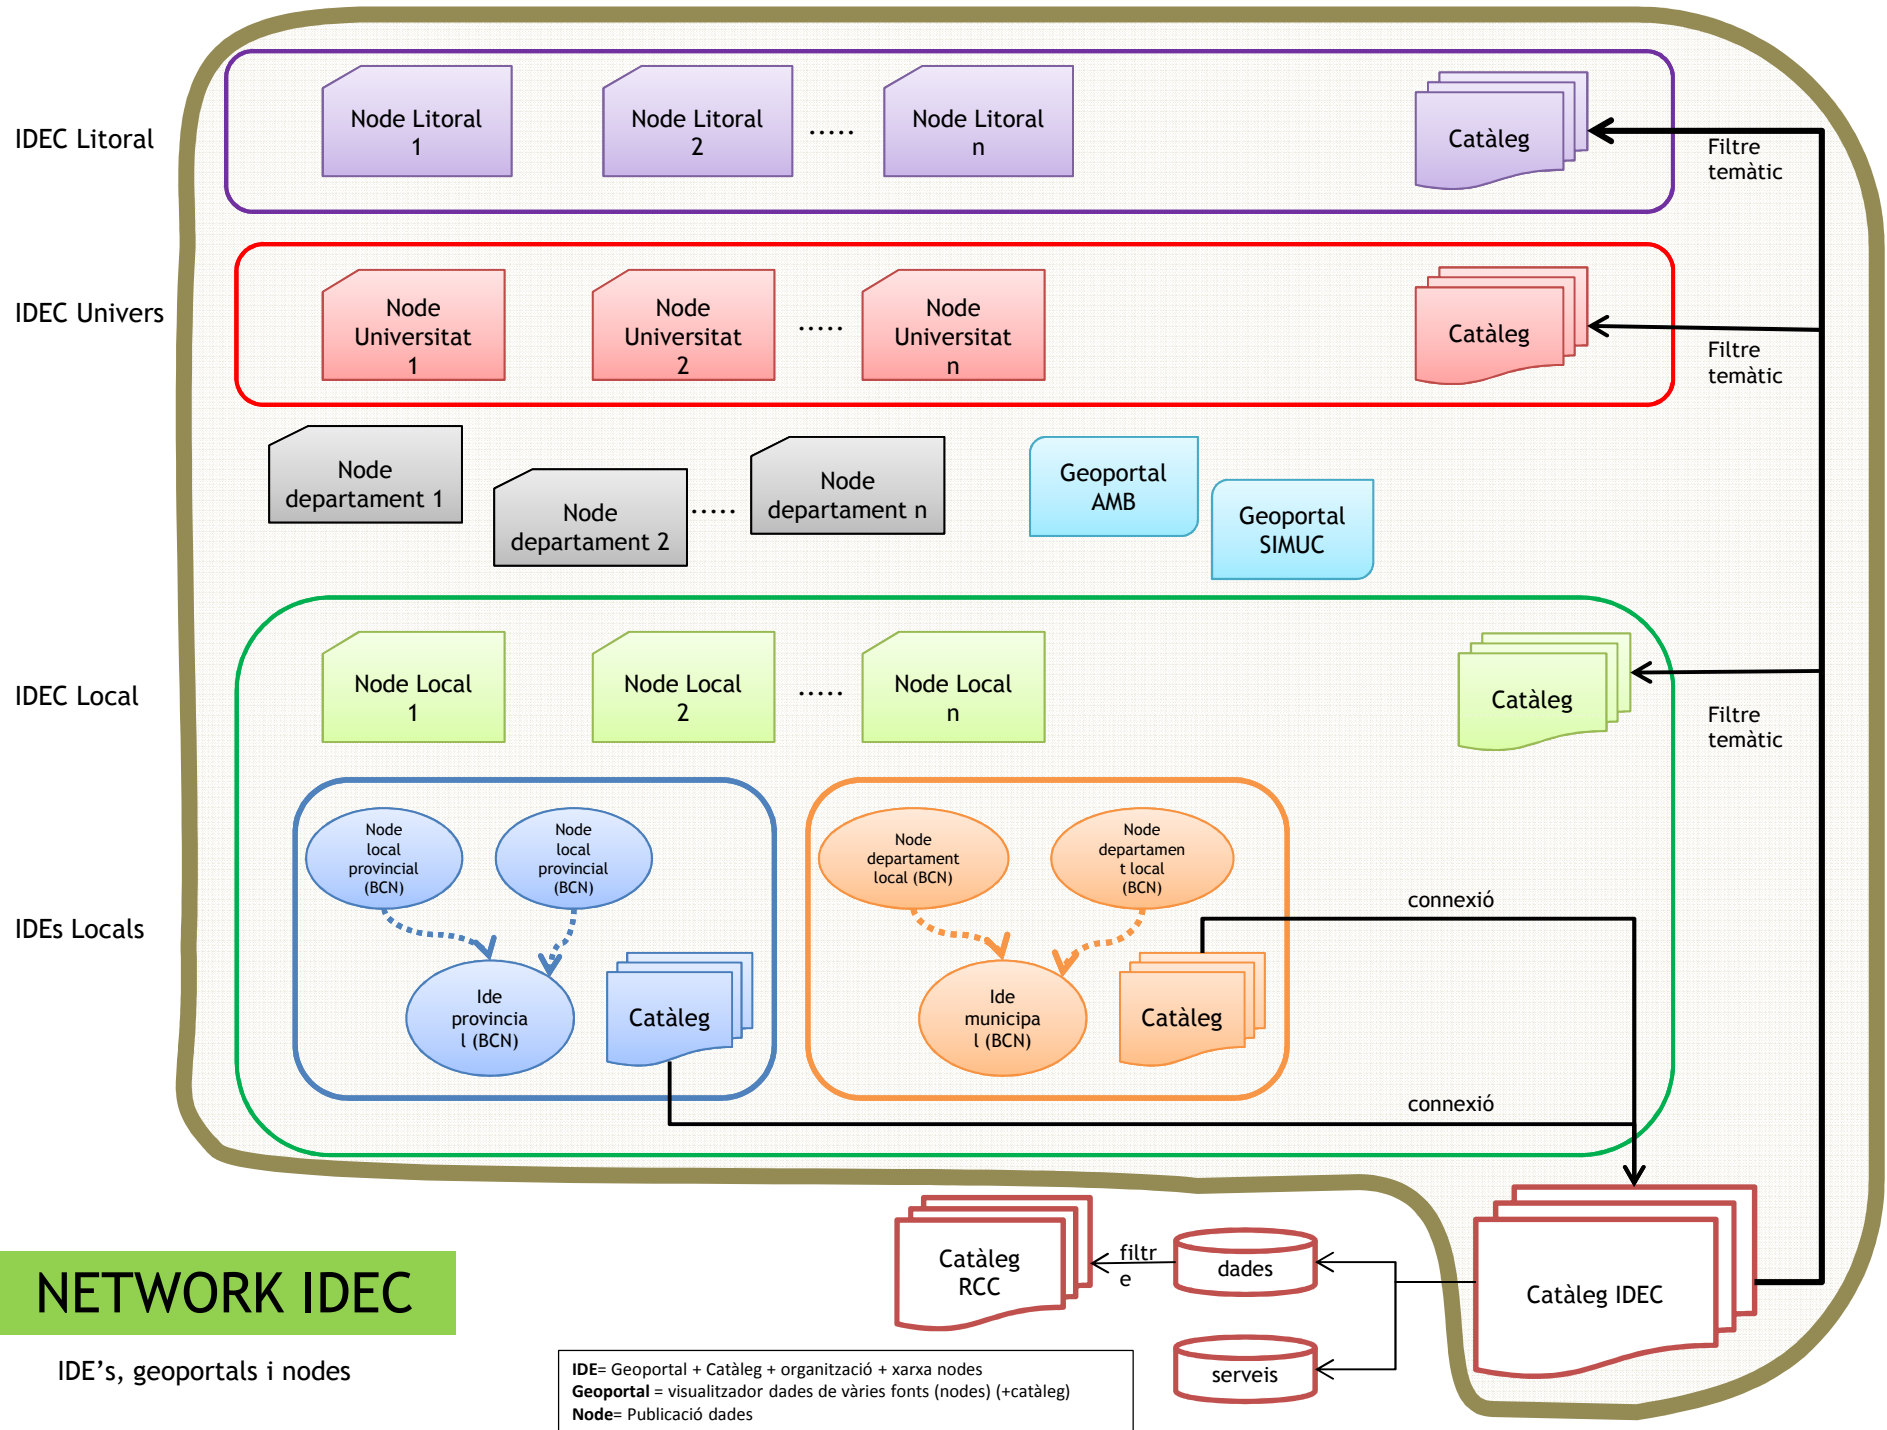 IDEC Litoral
Node Litoral
1
Node Litoral
2
.....
Node Litoral
n
Catàleg
Filtre
temàtic
IDEC Univers
Node
Universitat
1
Node
Universitat
2
.....
Node
Universitat
n
Catàleg
Filtre
temàtic
Node
departament 1
Node
departament 2
.....
Node
departament n
Geoportal
AMB
Geoportal
SIMUC
IDEC Local
Node Local
1
Node Local
2
.....
Node Local
n
Catàleg
Filtre
temàtic
IDEs Locals
Node
local
provincial
(BCN)
Node
local
provincial
(BCN)
Ide
provincia
l (BCN)
Catàleg
Node
departament
local (BCN)
Node
departamen
t local
(BCN)
Ide
municipa
l (BCN)
Catàleg
connexió
connexió
Catàleg
RCC
filtr
e
dades
serveis
Catàleg IDEC
NETWORK IDEC
IDE's, geoportals i nodes
IDE= Geoportal + Catàleg + organització + xarxa nodes
Geoportal = visualitzador dades de vàries fonts (nodes) (+catàleg)
Node= Publicació dades